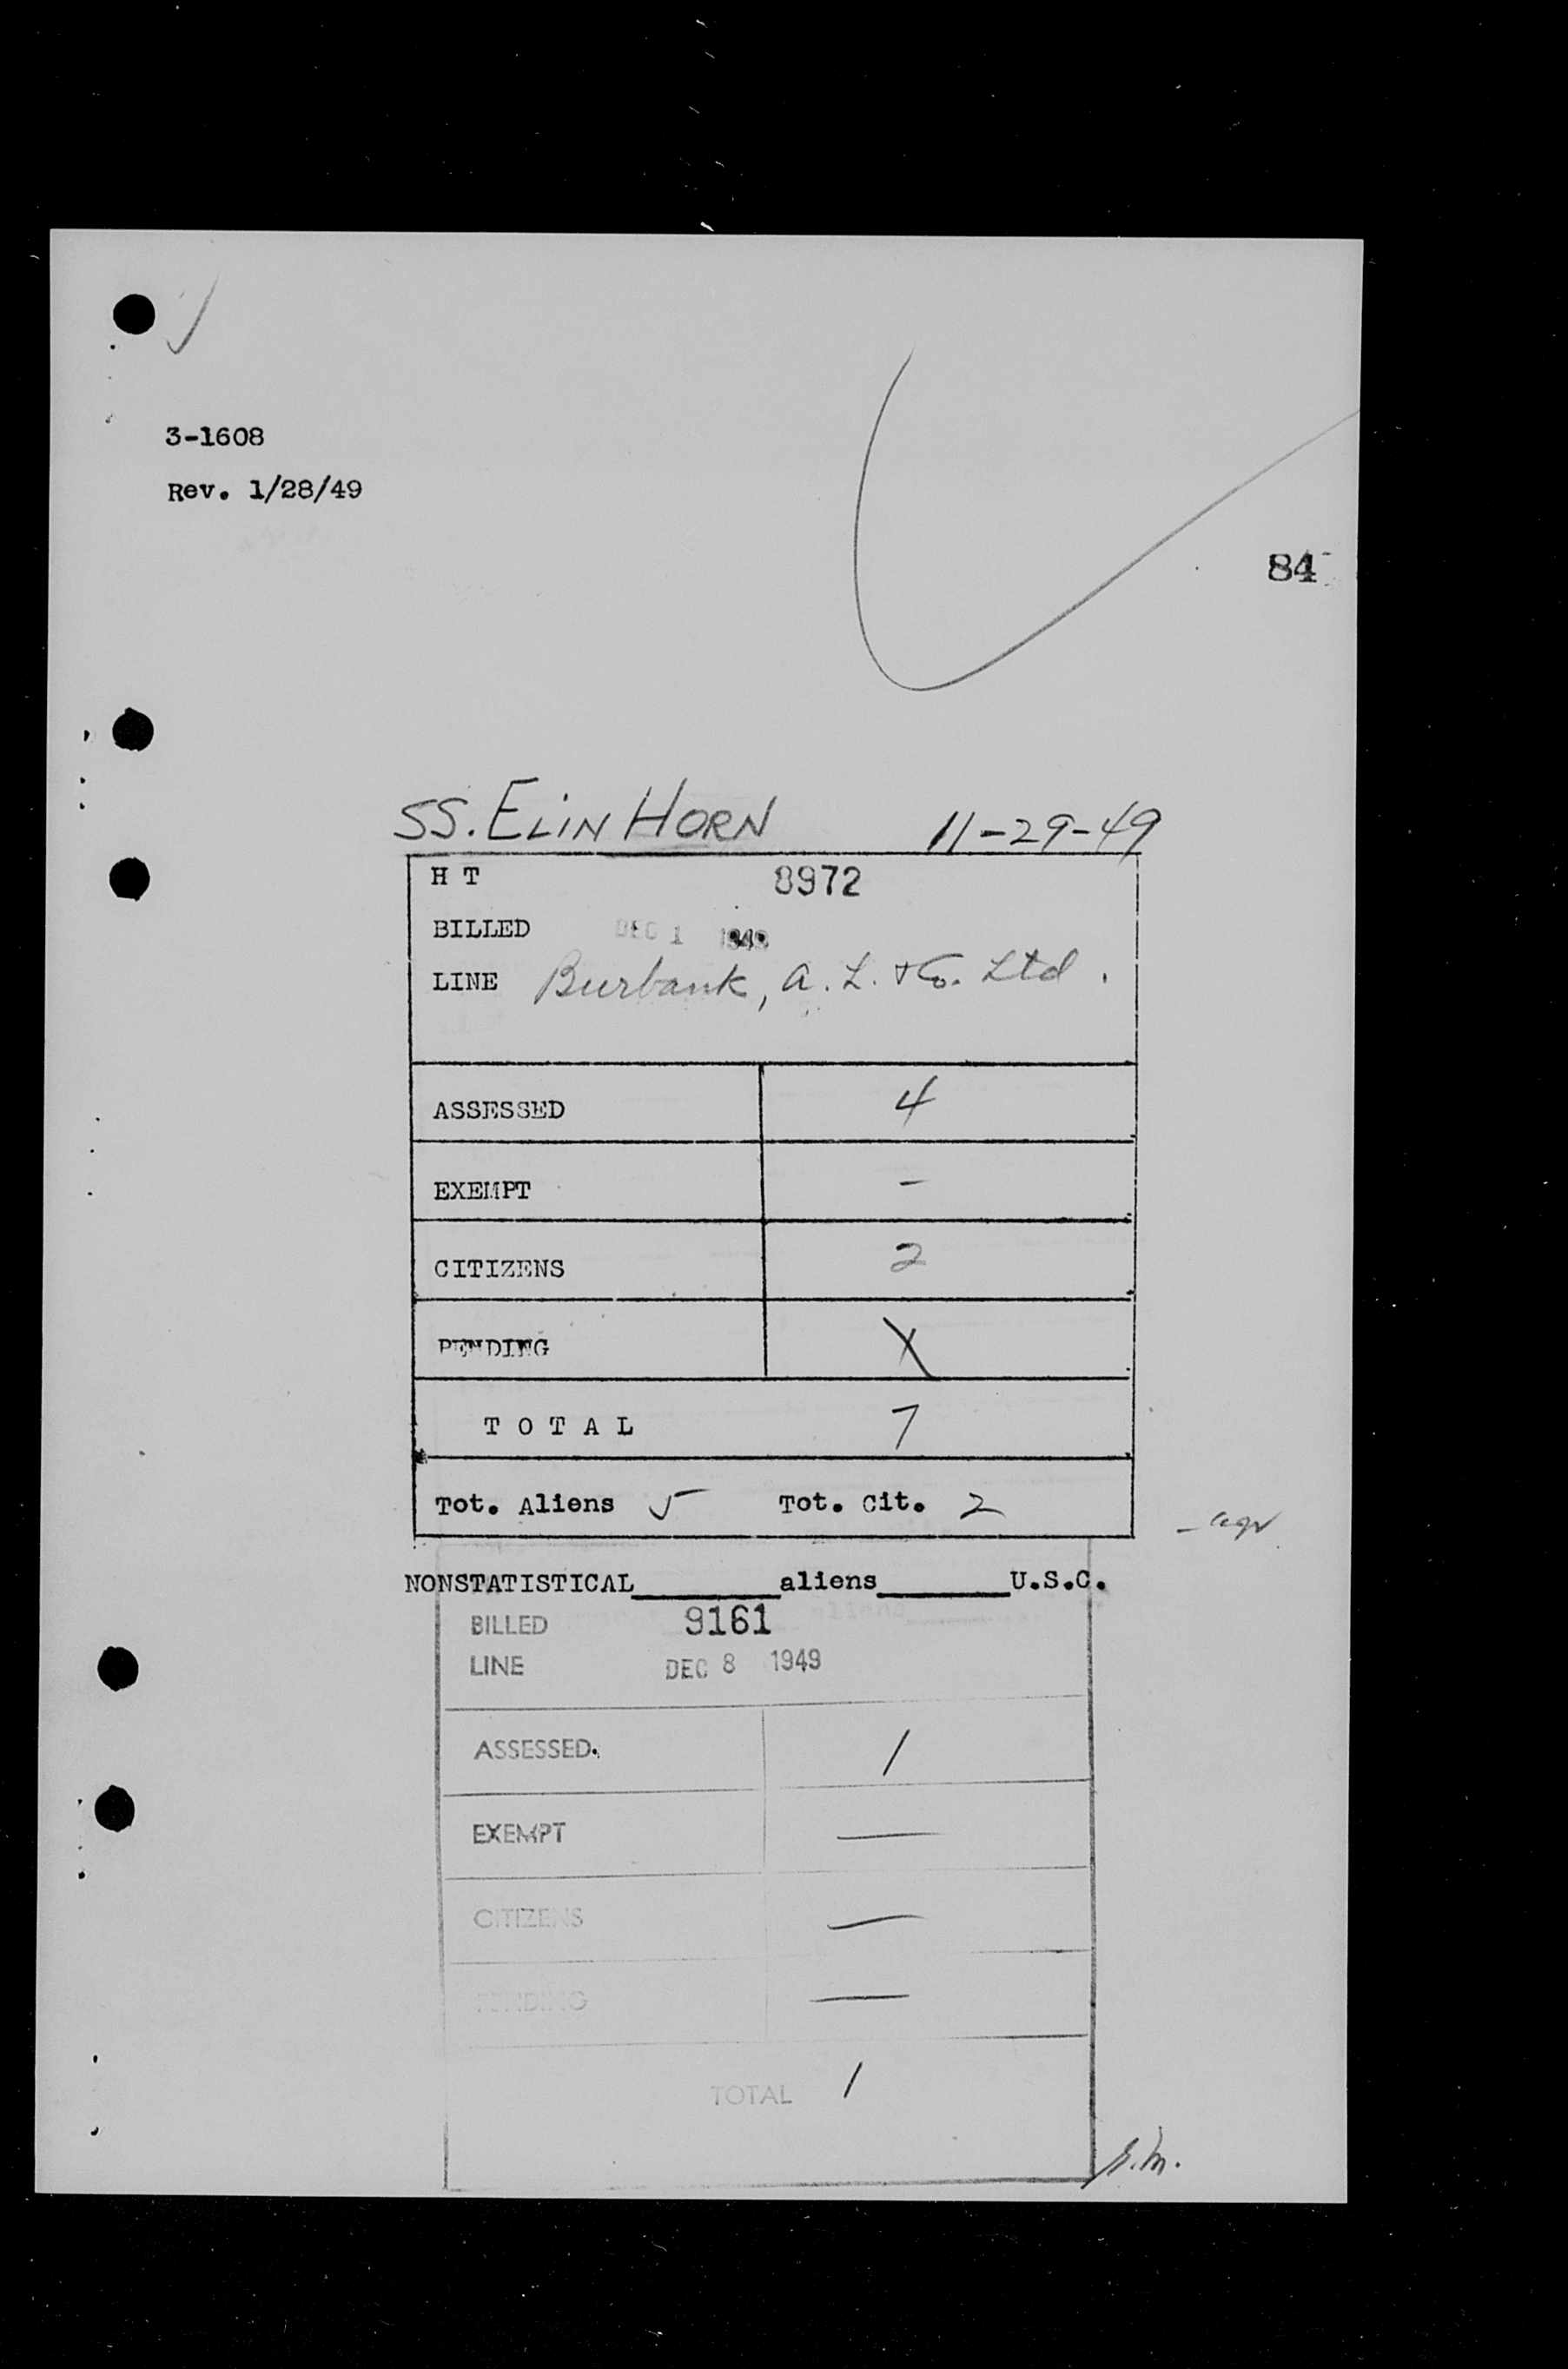 3-1608
Rev. 1/28/49
84
SS. ELIN HORN 11-29-49
H T 8972
BILLED DEC 1 1949
LINE Burbank, A. L. & Co. Ltd.
ASSESSED 4
EXEMPT -
CITIZENS 2
PENDING X
TOTAL 7
Tot. Aliens 5 Tot. Cit. 2
NONSTATISTICAL________aliens_______U.S.C.
BILLED 9161
LINE DEC 8 1949
ASSESSED. 1
EXEMPT —
CITIZENS —
PENDING —
TOTAL 1